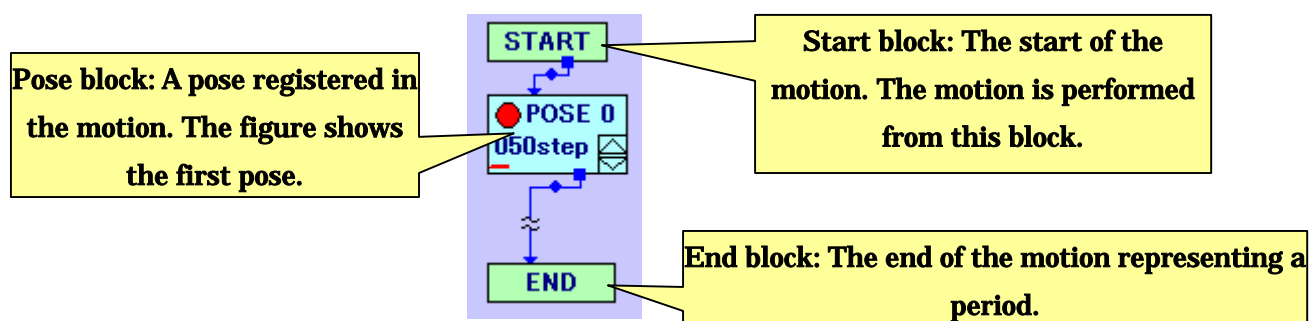 START
POSE 0
050step
END
Pose block: A pose registered in
the motion. The figure shows
the first pose.
Start block: The start of the
motion. The motion is performed
from this block.
End block: The end of the motion representing a
period.